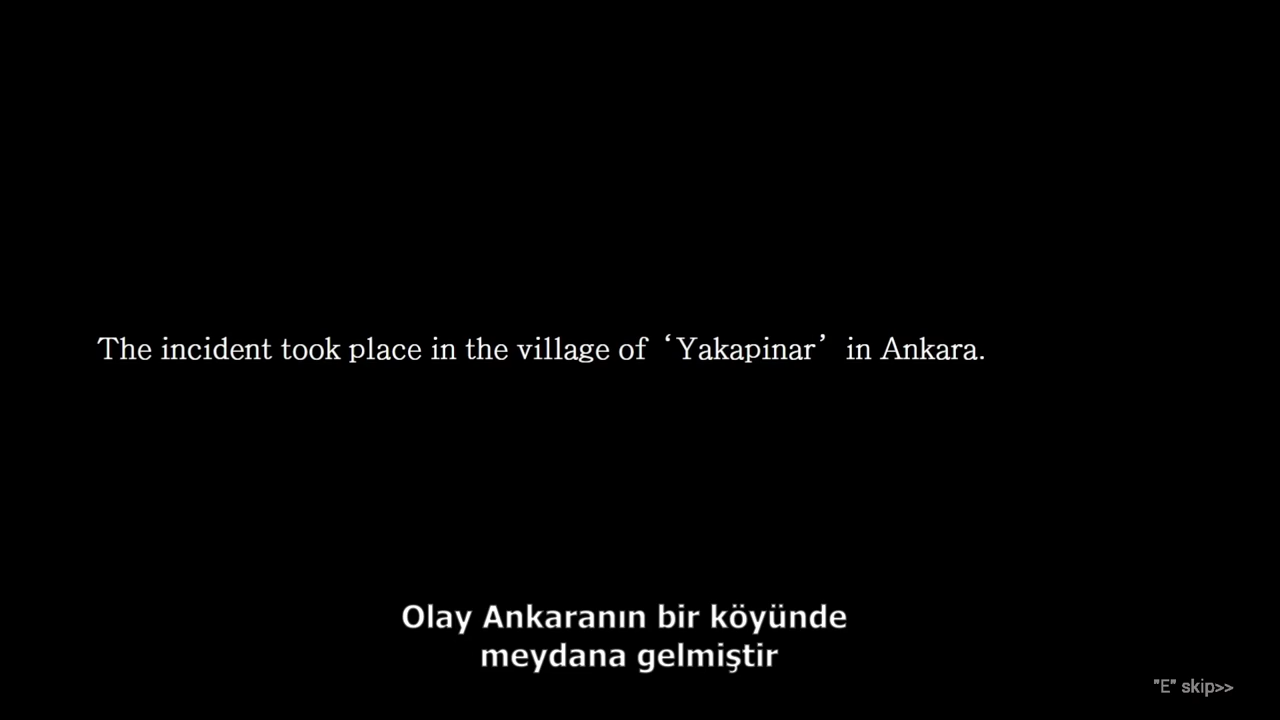 The incident took place in the village of ‘Yakapinar’ in Ankara.
Olay Ankaranın bir köyünde
meydana gelmiştir
"E" skip>>